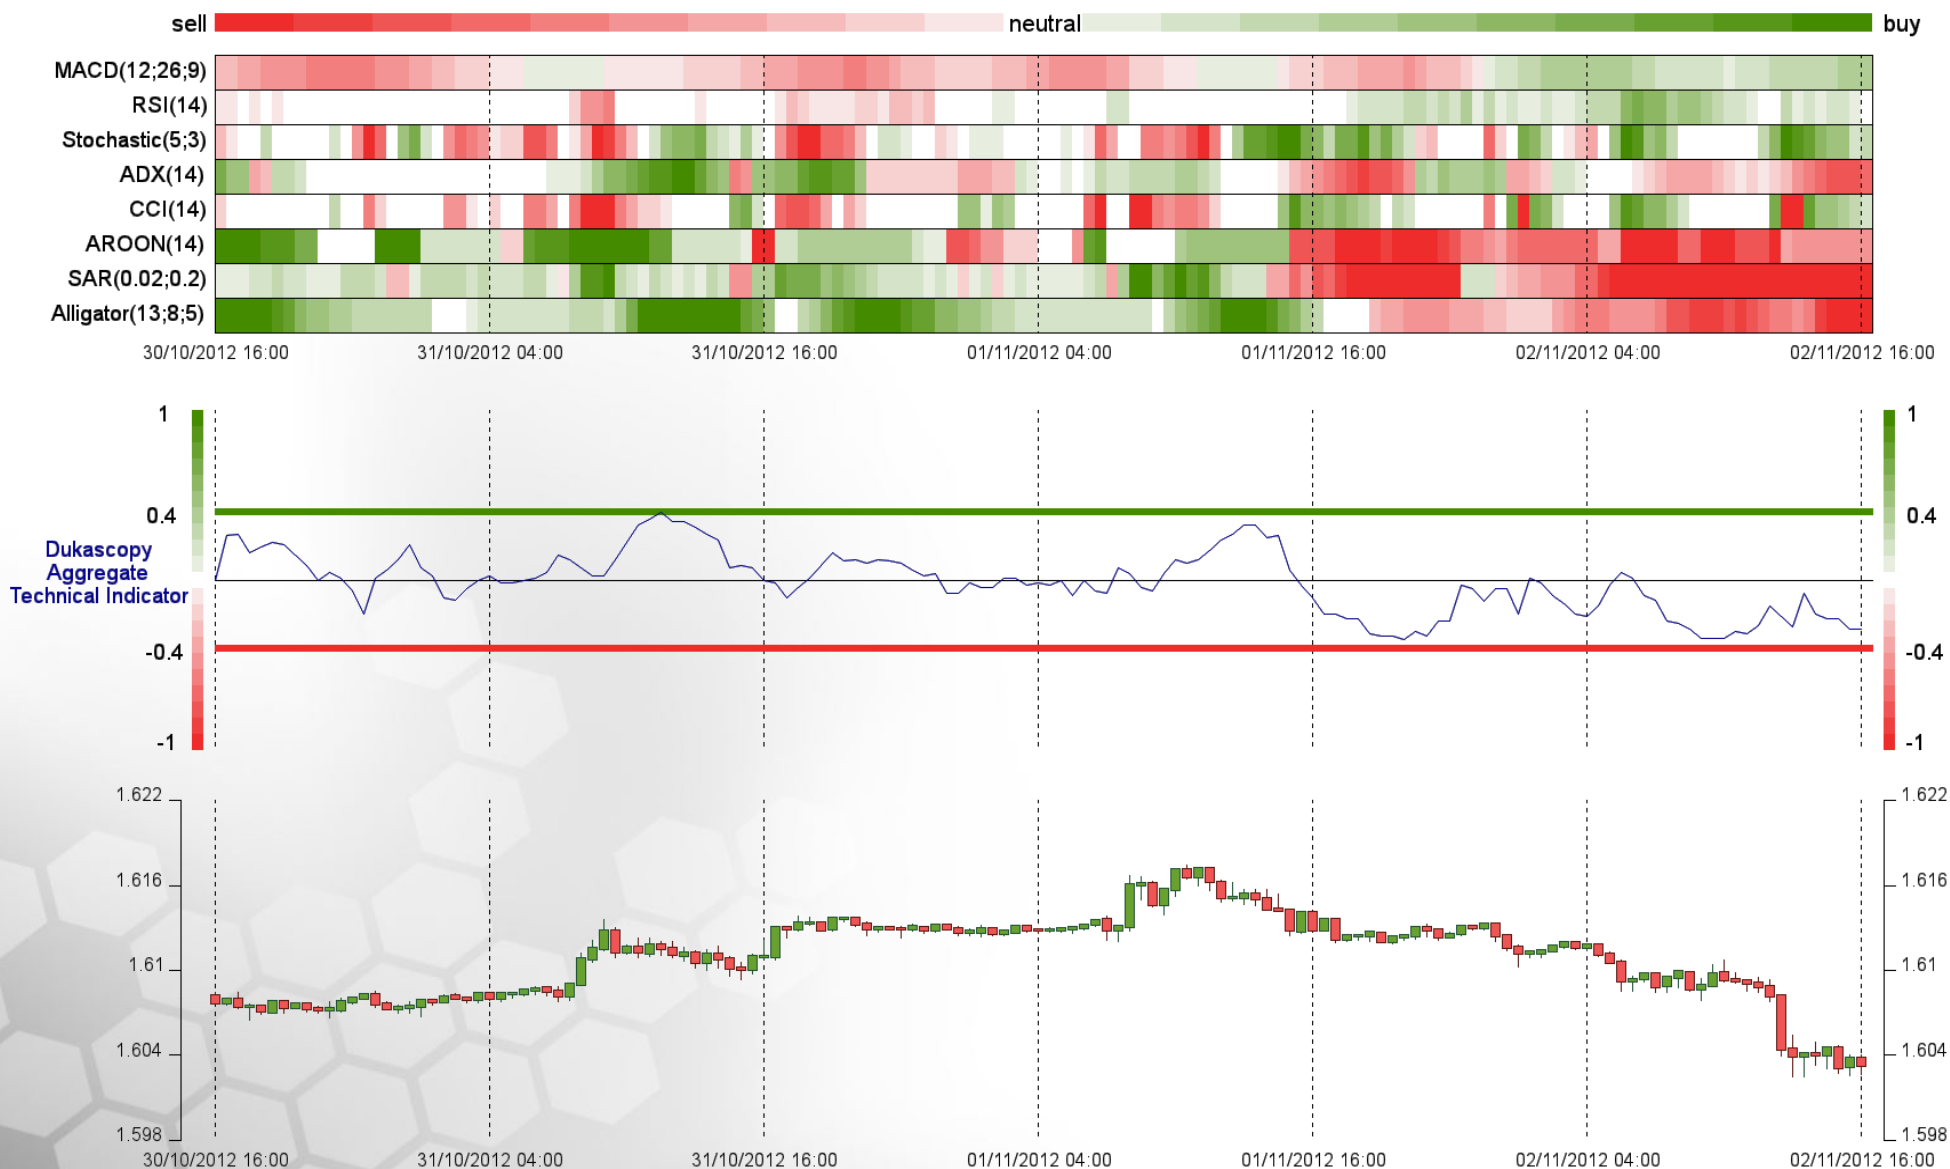 sell neutral buy
MACD(12;26;9)
RSI(14)
Stochastic(5;3)
ADX(14)
CCI(14)
AROON(14)
SAR(0.02;0.2)
Alligator(13;8;5)
30/10/2012 16:00 31/10/2012 04:00 31/10/2012 16:00 01/11/2012 04:00 01/11/2012 16:00 02/11/2012 04:00 02/11/2012 16:00
1 1
0.4 0.4
Dukascopy
Aggregate
Technical Indicator
-0.4 -0.4
-1 -1
1.622 1.622
1.616 1.616
1.61 1.61
1.604 1.604
1.598 1.598
30/10/2012 16:00 31/10/2012 04:00 31/10/2012 16:00 01/11/2012 04:00 01/11/2012 16:00 02/11/2012 04:00 02/11/2012 16:00